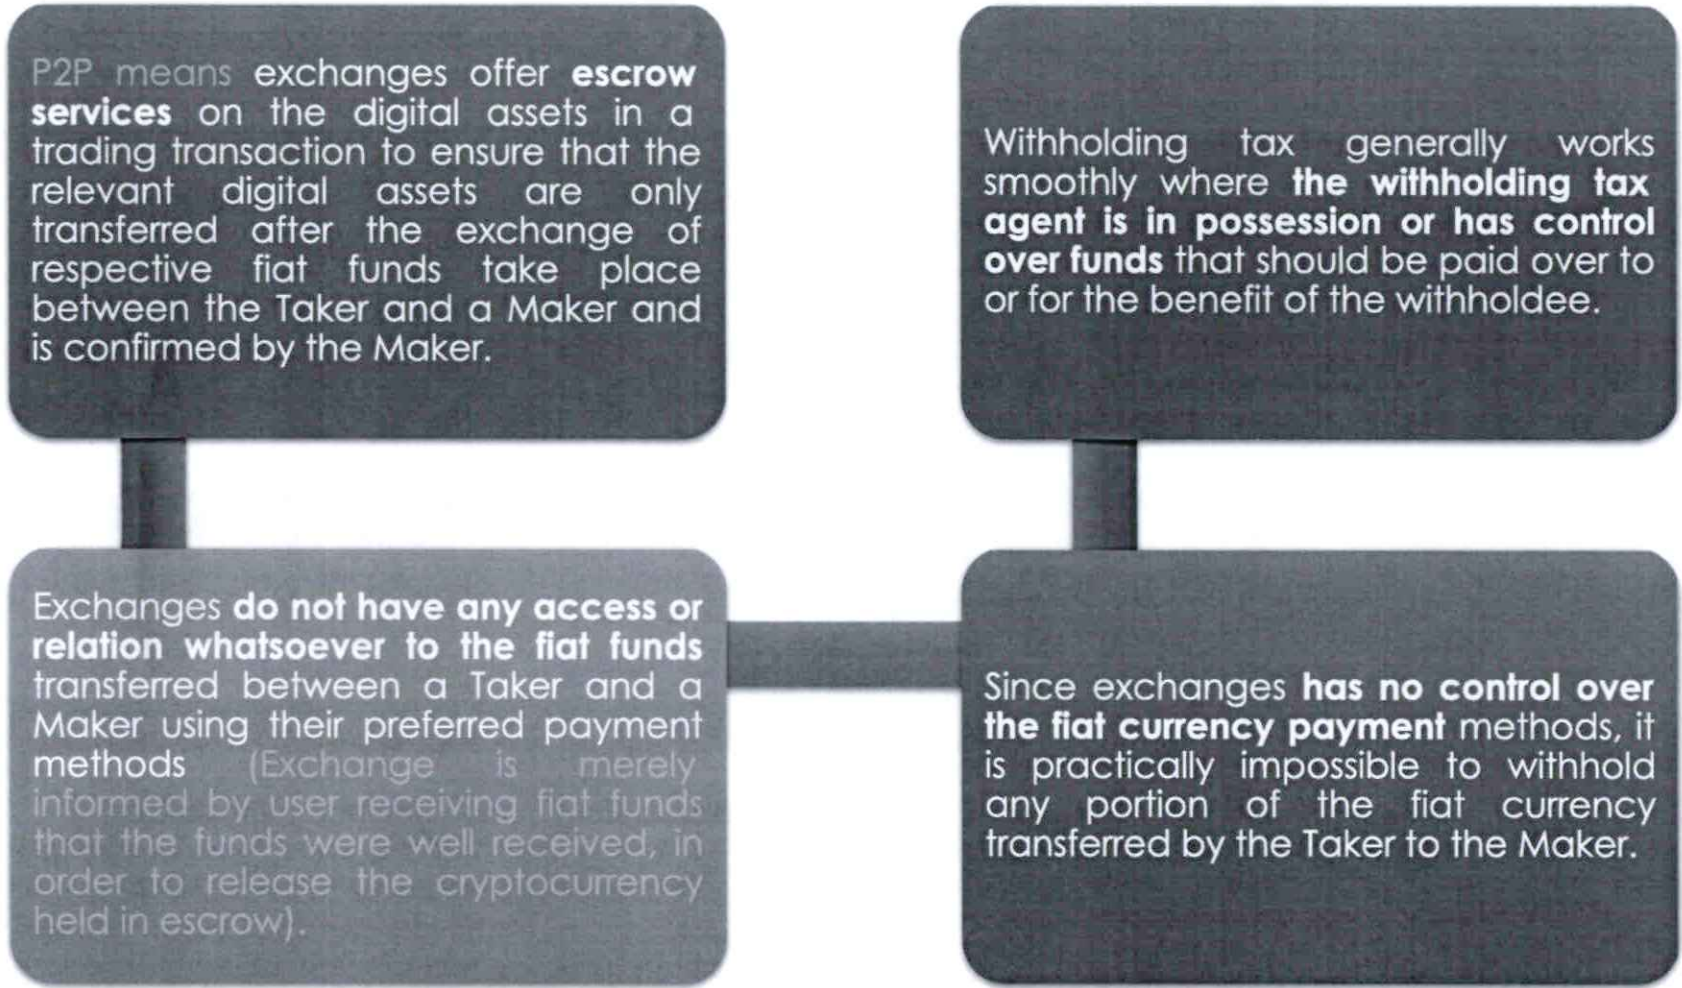 P2P means exchanges offer escrow
services on the digital assets in a
trading transaction to ensure that the
relevant digital assets are only
transferred after the exchange of
respective fiat funds take place
between the Taker and a Maker and
is confirmed by the Maker.
Exchanges do not have any access or
relation whatsoever to the fiat funds
transferred between a Taker and a
Maker using their preferred payment
methods (Exchange is merely
informed by user receiving fiat funds
that the funds were well received, in
order to release the cryptocurrency
held in escrow).
Since exchanges has no control over
the fiat currency payment methods, it
is practically impossible to withhold
any portion of the fiat currency
transferred by the Taker to the Maker.
Withholding tax generally works
smoothly where the withholding tax
agent is in possession or has control
over funds that should be paid over to
or for the benefit of the withholdee.